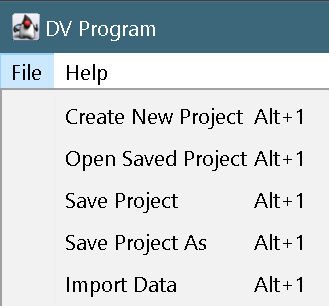 DV Program
File Help
Create New Project Alt+1
Open Saved Project Alt+1
Save Project Alt+1
Save Project As Alt+1
Import Data Alt+1